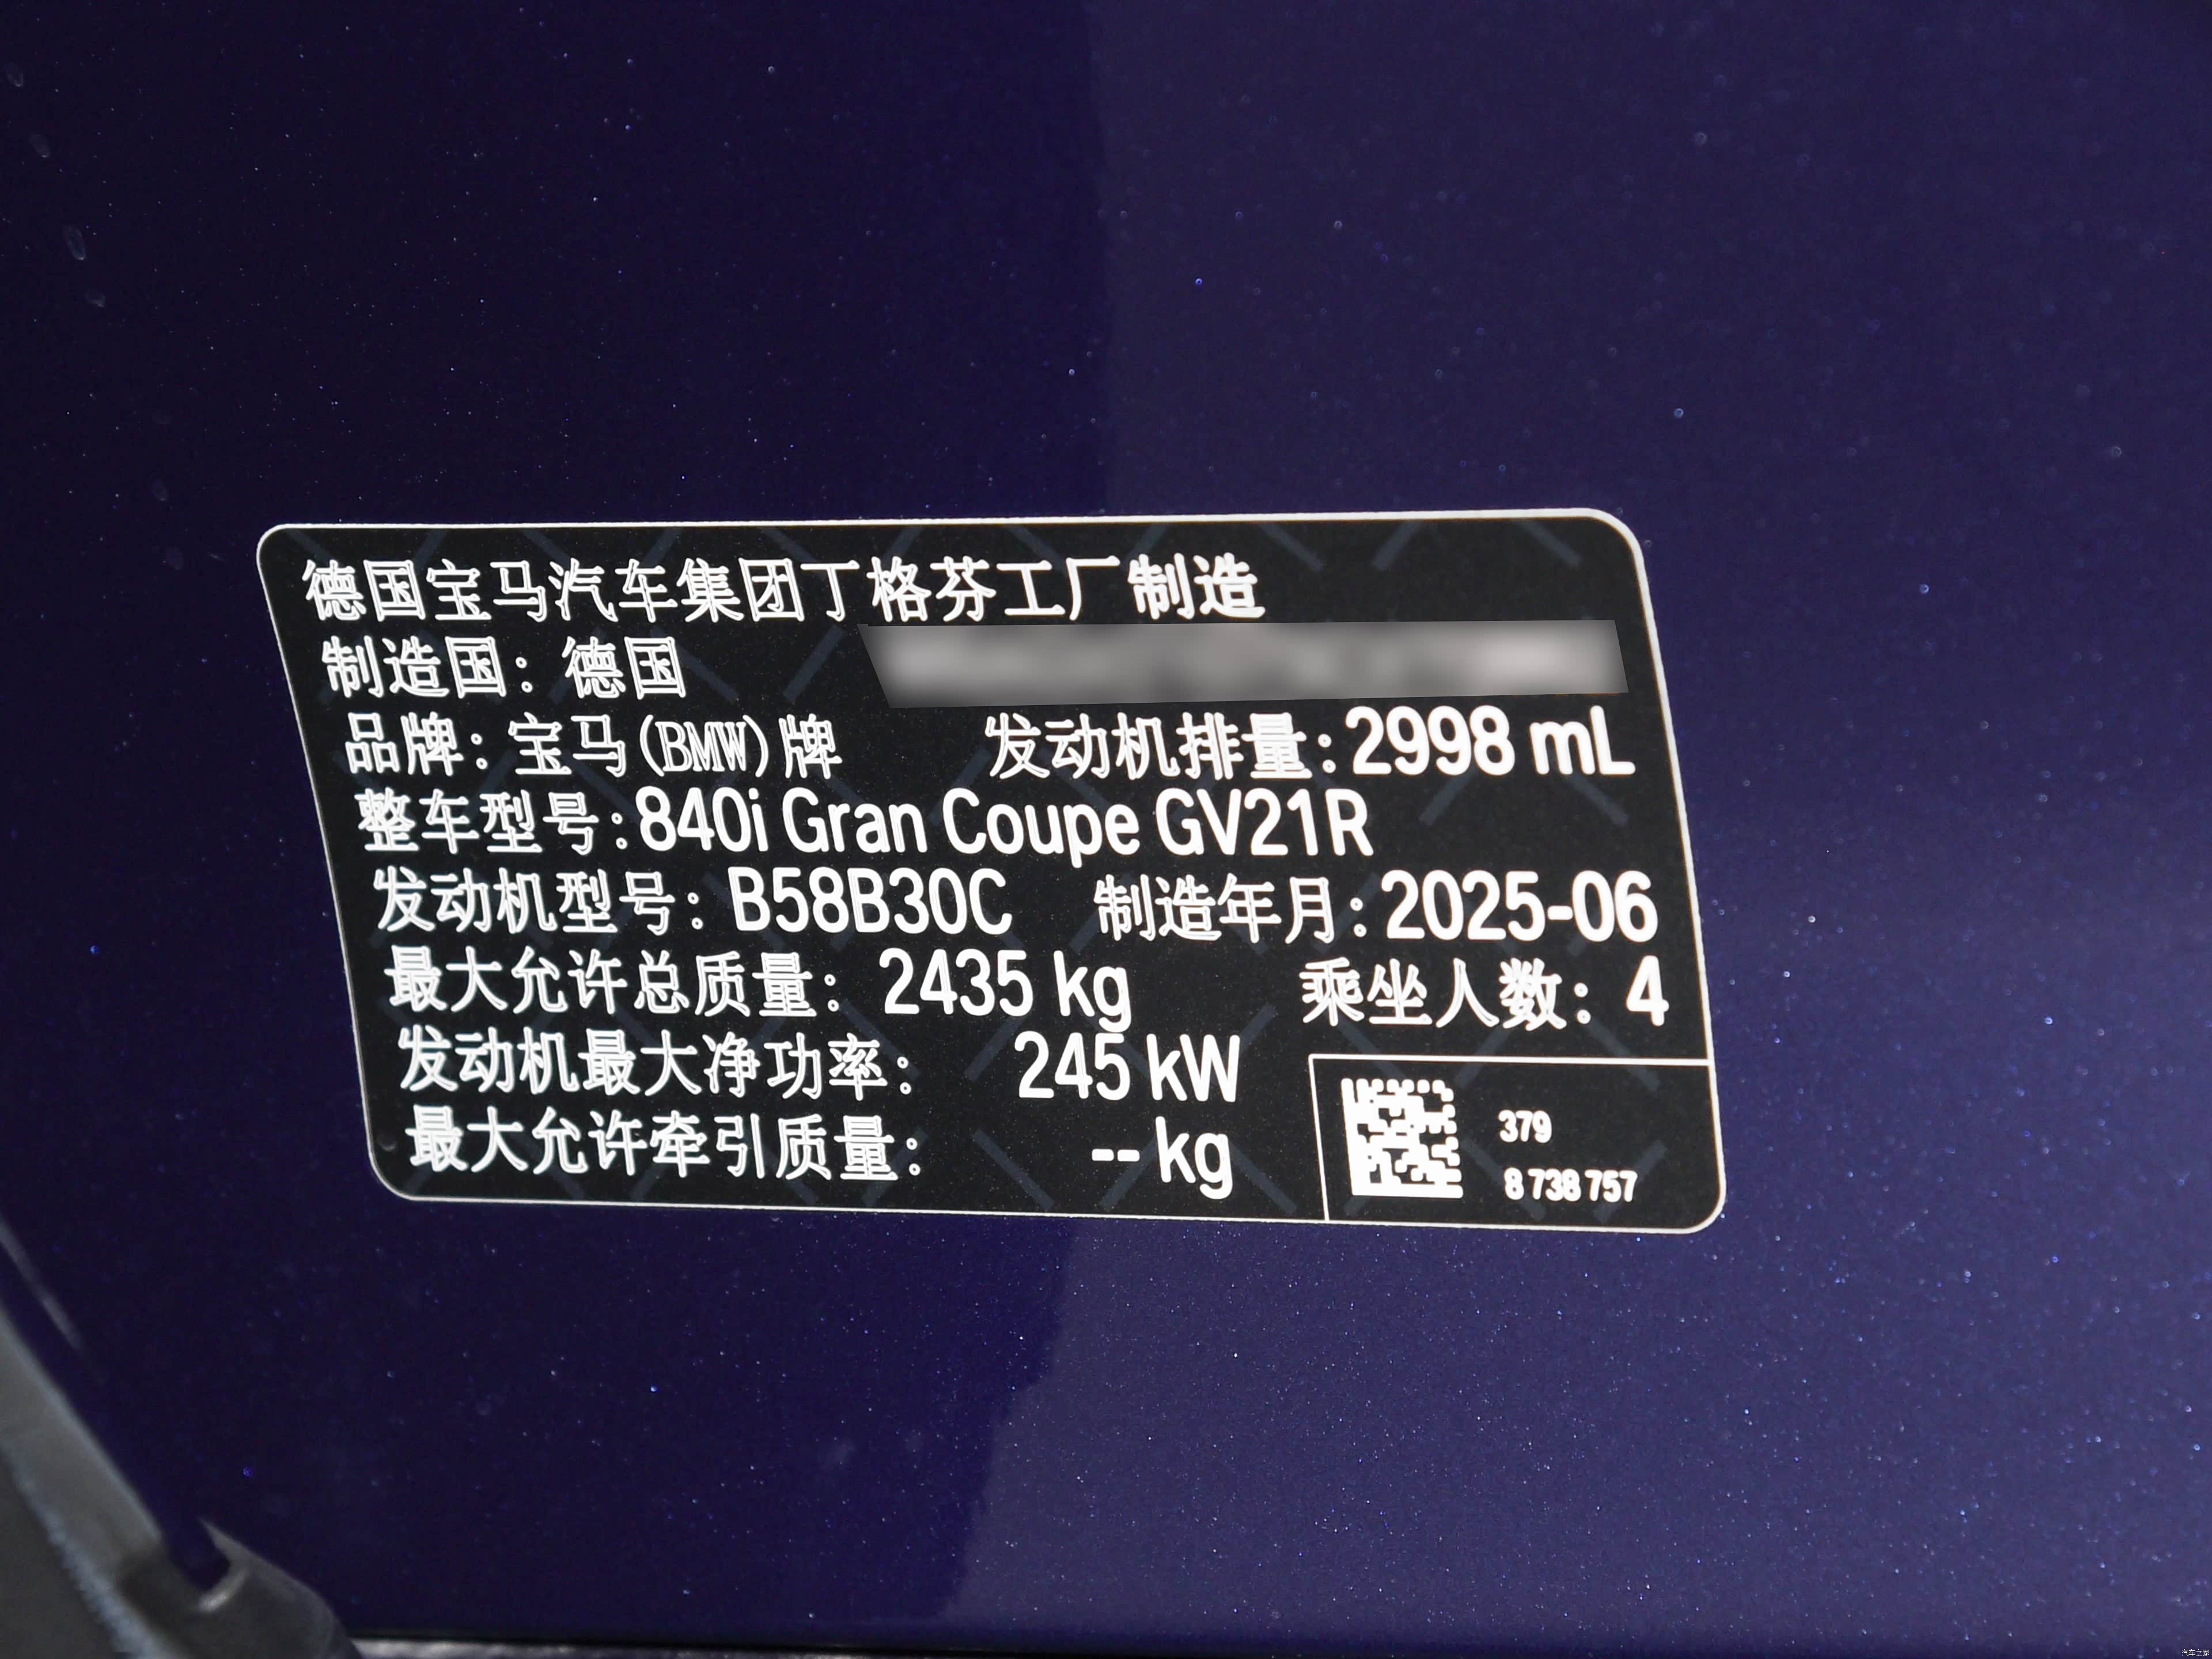 德国宝马汽车集团丁格芬工厂制造
制造国：德国
品牌：宝马(BMW)牌 发动机排量：2998 mL
整车型号：840i Gran Coupe GV21R
发动机型号：B58B30C 制造年月：2025-06
最大允许总质量：2435 kg 乘坐人数：4
发动机最大净功率：245 kW
最大允许牵引质量：-- kg
379
8 738 757
汽车之家